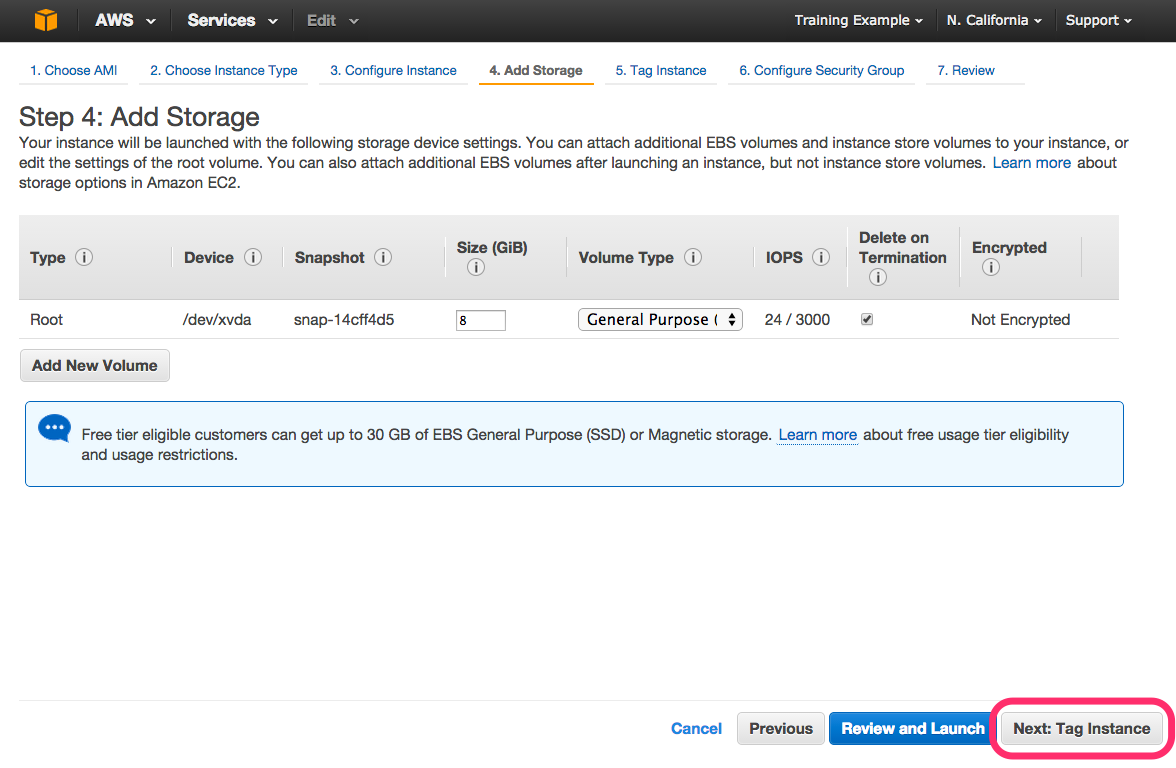 AWS Services Edit Training Example N. California Support
1. Choose AMI 2. Choose Instance Type 3. Configure Instance 4. Add Storage 5. Tag Instance 6. Configure Security Group 7. Review
Step 4: Add Storage
Your instance will be launched with the following storage device settings. You can attach additional EBS volumes and instance store volumes to your instance, or
edit the settings of the root volume. You can also attach additional EBS volumes after launching an instance, but not instance store volumes. Learn more about
storage options in Amazon EC2.
Type i Device i Snapshot i Size (GiB) i Volume Type i IOPS i Delete on Termination i Encrypted i
Root /dev/xvda snap-14cff4d5 8 General Purpose ( 24 / 3000 Not Encrypted
Add New Volume
Free tier eligible customers can get up to 30 GB of EBS General Purpose (SSD) or Magnetic storage. Learn more about free usage tier eligibility
and usage restrictions.
Cancel Previous Review and Launch Next: Tag Instance